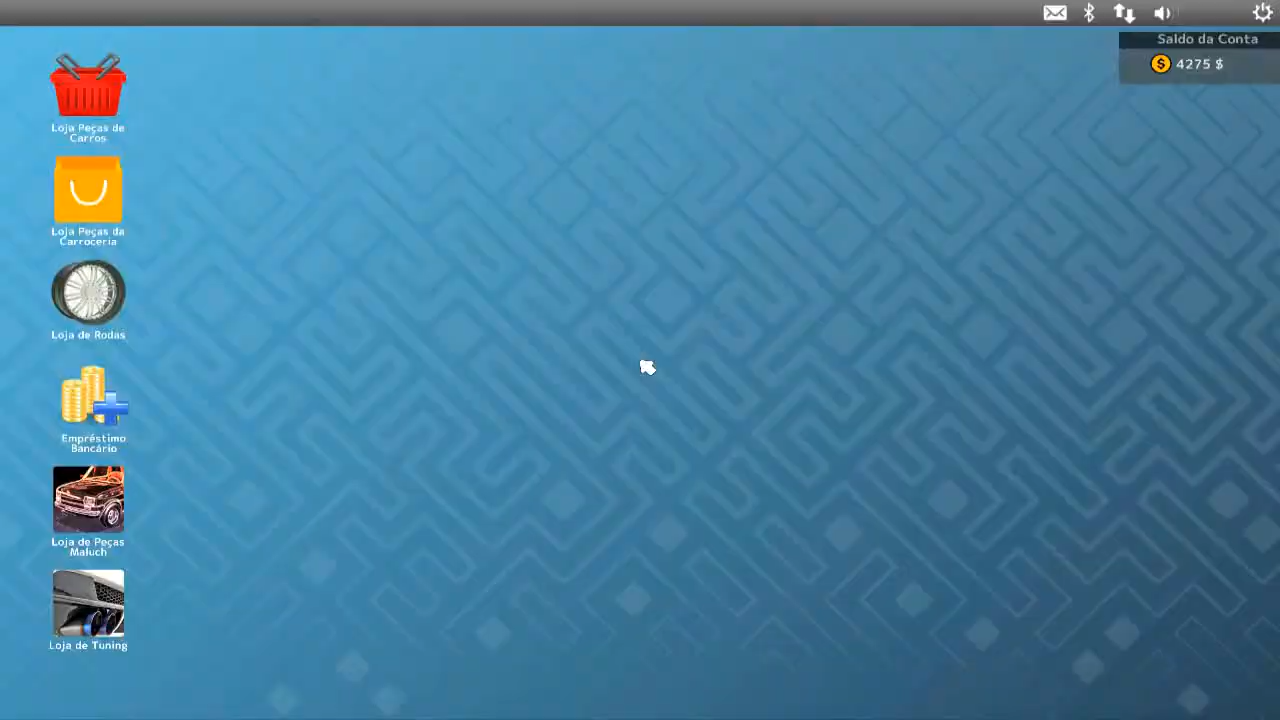 Saldo da Conta
4275 $
Loja Peças de
Carros
Loja Peças da
Carroceria
Loja de Rodas
Empréstimo
Bancário
Loja de Peças
Maluch
Loja de Tuning